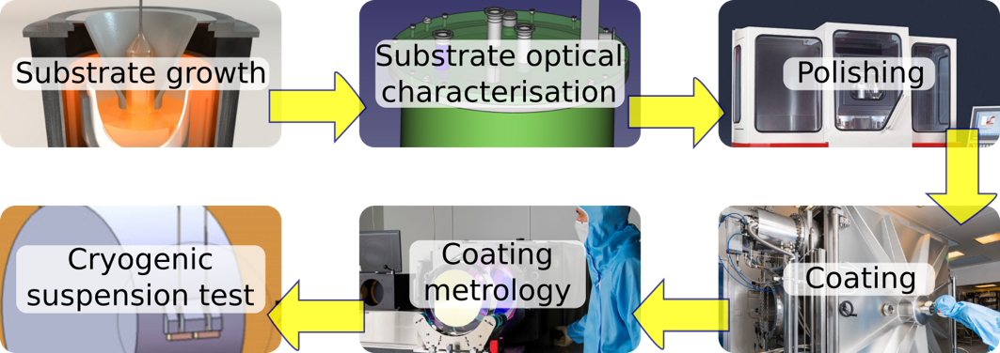 Substrate growth
Substrate optical
characterisation
Polishing
Coating
Coating
metrology
Cryogenic
suspension test